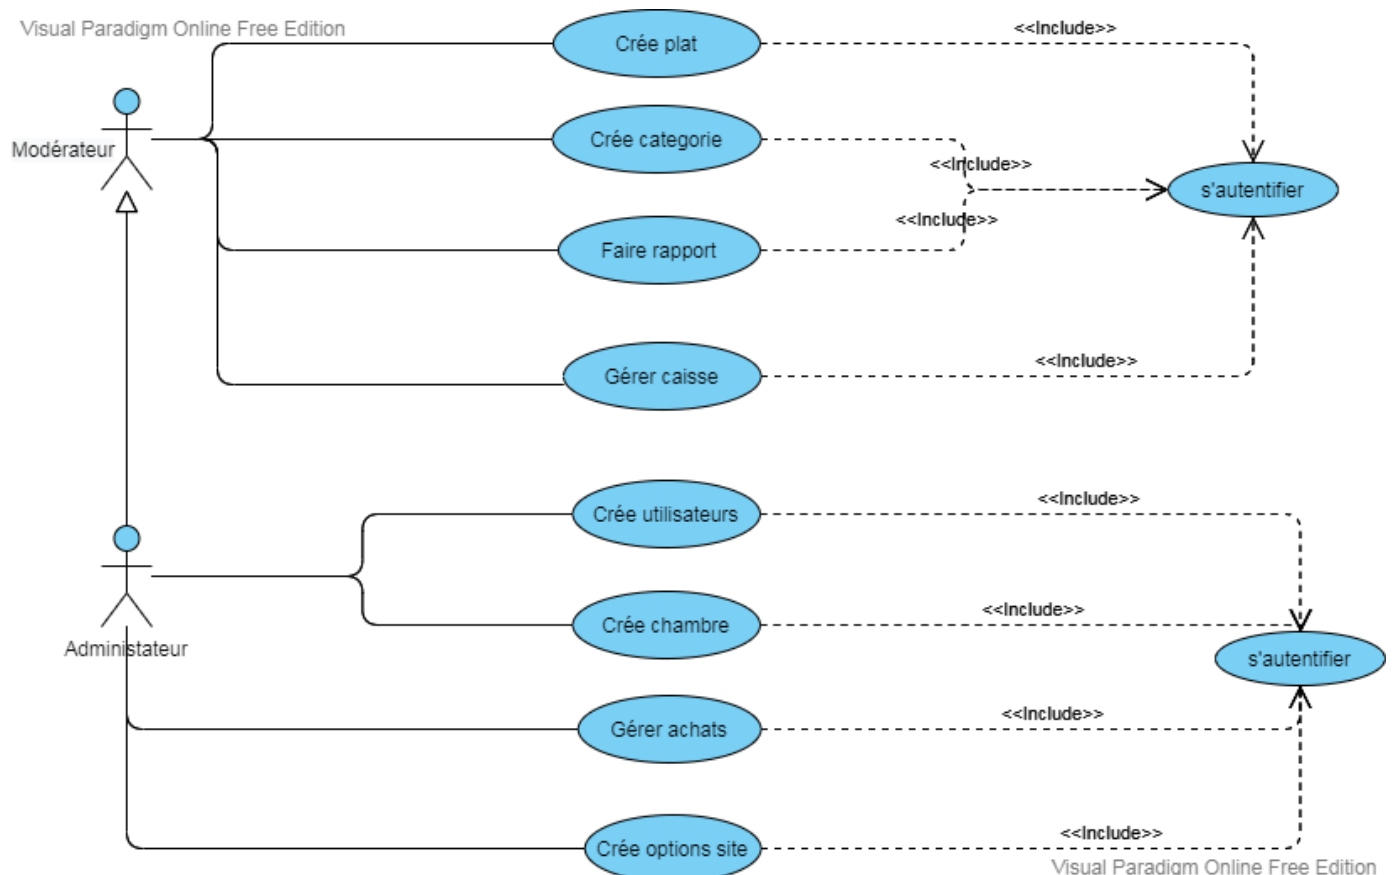 Visual Paradigm Online Free Edition
Crée plat
<<Include>>
Modérateur
Crée categorie
<<Include>>
s'autentifier
<<Include>>
Faire rapport
Gérer caisse
<<Include>>
Crée utilisateurs
<<Include>>
Crée chambre
<<Include>>
Administateur
s'autentifier
Gérer achats
<<Include>>
Crée options site
<<Include>>
Visual Paradigm Online Free Edition